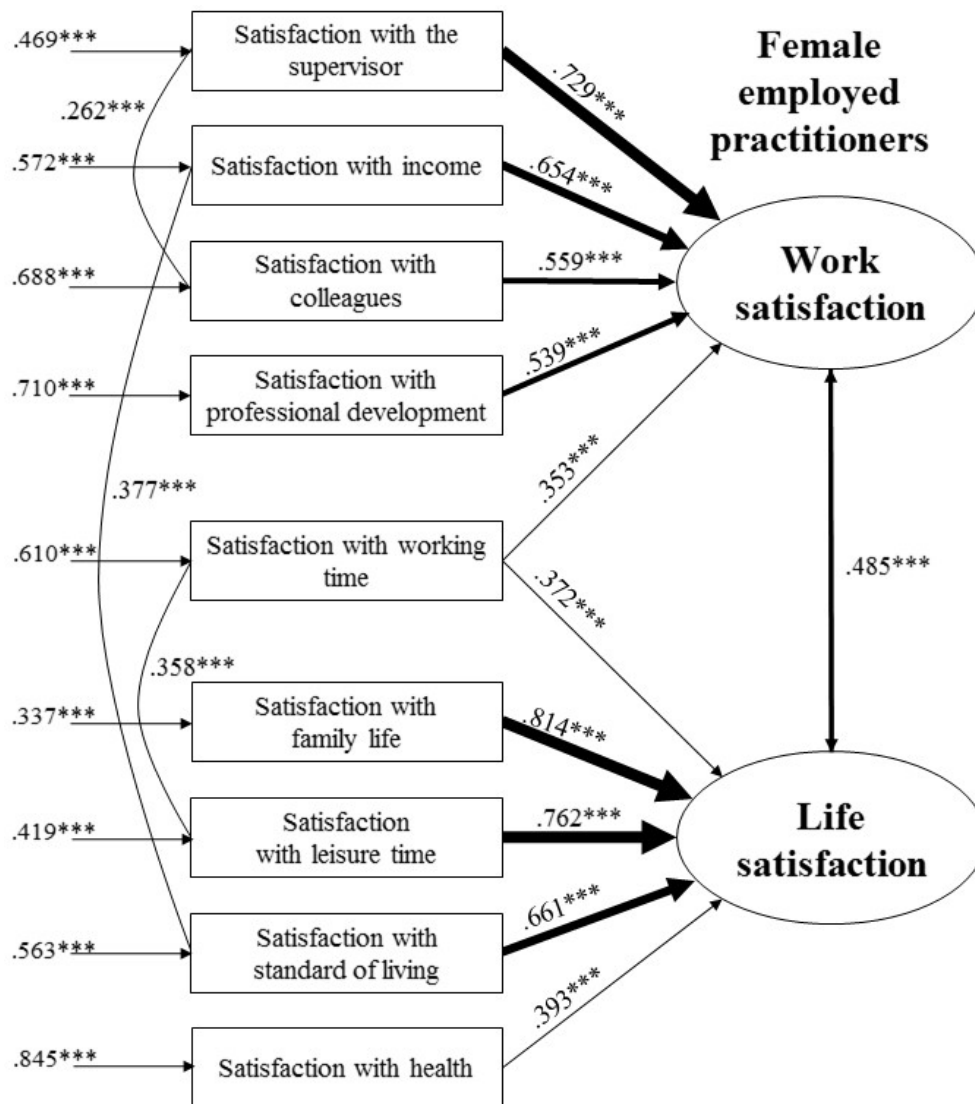 .469***
Satisfaction with the
supervisor
.729***
Female
employed
practitioners
.262***
.572***
Satisfaction with income
.654***
.688***
Satisfaction with
colleagues
.559***
Work
satisfaction
.710***
Satisfaction with
professional development
.539***
.377***
.353***
.610***
Satisfaction with working
time
.372***
.485***
.358***
.337***
Satisfaction with
family life
.814***
.419***
Satisfaction
with leisure time
.762***
Life
satisfaction
.563***
Satisfaction with
standard of living
.661***
.393***
.845***
Satisfaction with health